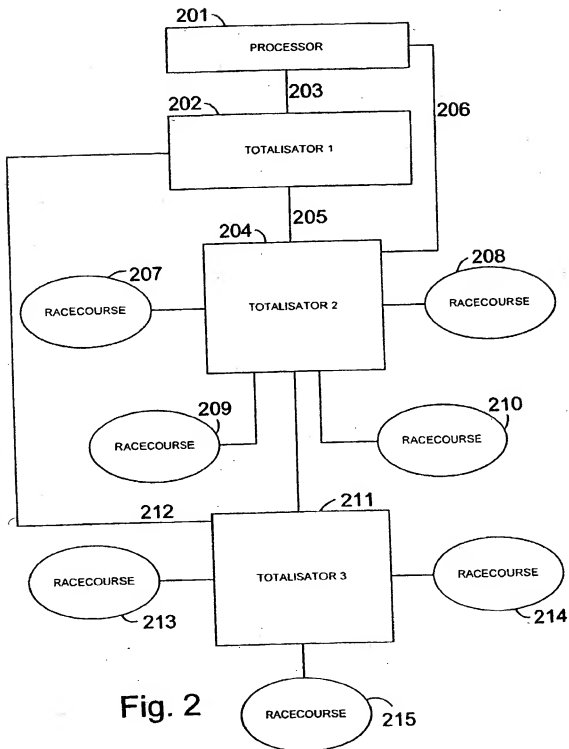 201
PROCESSOR
203
202
206
TOTALISATOR 1
205
204
207
208
RACECOURSE
TOTALISATOR 2
RACECOURSE
209
210
RACECOURSE
RACECOURSE
212
211
RACECOURSE
TOTALISATOR 3
RACECOURSE
213
214
Fig. 2
RACECOURSE
215